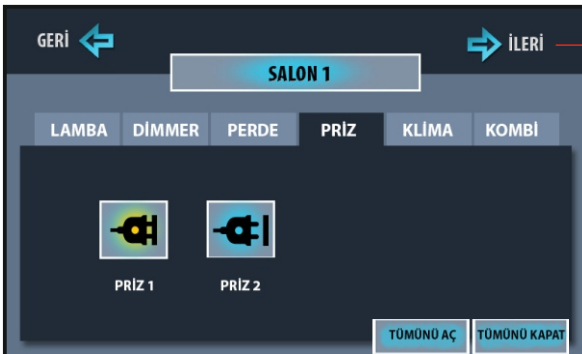 GERİ
İLERİ
SALON 1
LAMBA DİMMER PERDE PRİZ KLİMA KOMBİ
PRİZ 1 PRİZ 2
TÜMÜNÜ AÇ TÜMÜNÜ KAPAT